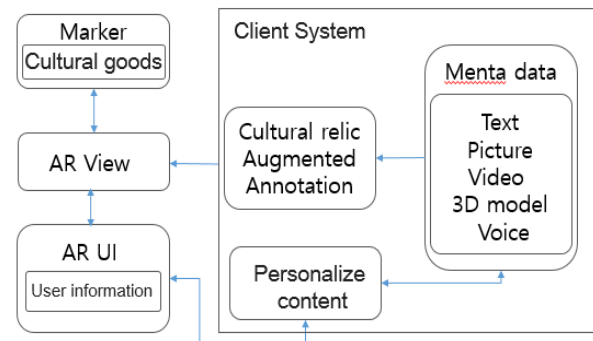 Marker
Cultural goods
AR View
AR UI
User information
Client System
Cultural relic
Augmented
Annotation
Personalize
content
Menta data
Text
Picture
Video
3D model
Voice